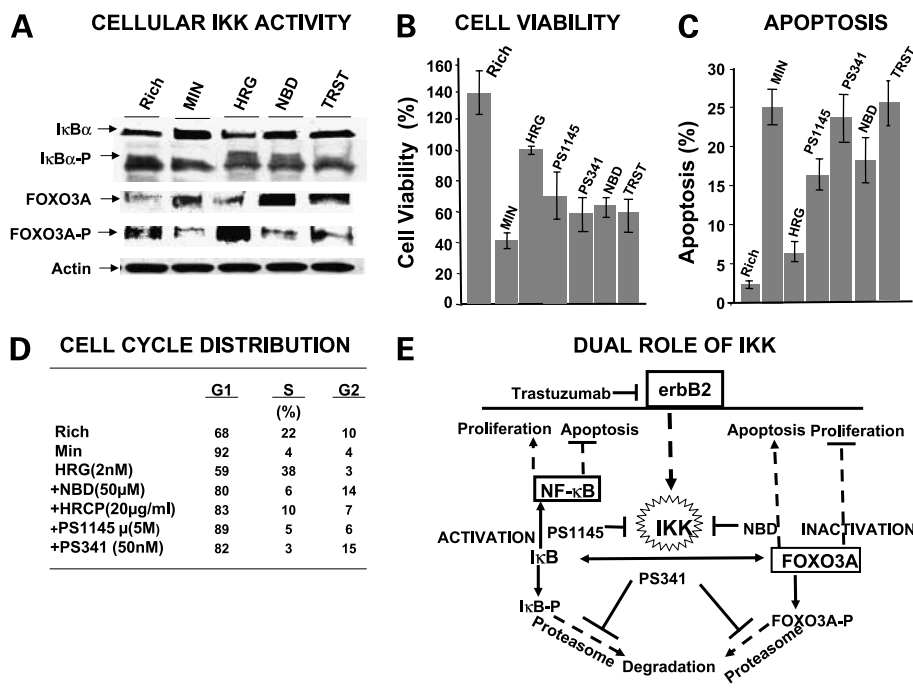 A CELLULAR IKK ACTIVITY
Rich MIN HRG NBD TRST
IκBα
IκBα-P
FOXO3A
FOXO3A-P
Actin
B CELL VIABILITY
Cell Viability (%)
160
140
120
100
80
60
40
20
0
Rich
MIN
HRG
PS1145
PS341
NBD
TRST
C APOPTOSIS
Apoptosis (%)
30
25
20
15
10
5
0
Rich
MIN
HRG
PS1145
PS341
NBD
TRST
D CELL CYCLE DISTRIBUTION
G1 S G2
(%)
Rich 68 22 10
Min 92 4 4
HRG(2nM) 59 38 3
+NBD(50μM) 80 6 14
+HRCP(20μg/ml) 83 10 7
+PS1145 μ(5M) 89 5 6
+PS341 (50nM) 82 3 15
E DUAL ROLE OF IKK
Trastuzumab erbB2
Proliferation Apoptosis Apoptosis Proliferation
NF-κB
ACTIVATION PS1145 IKK NBD INACTIVATION
IκB FOXO3A
PS341
IκB-P FOXO3A-P
Proteasome Degradation Proteasome